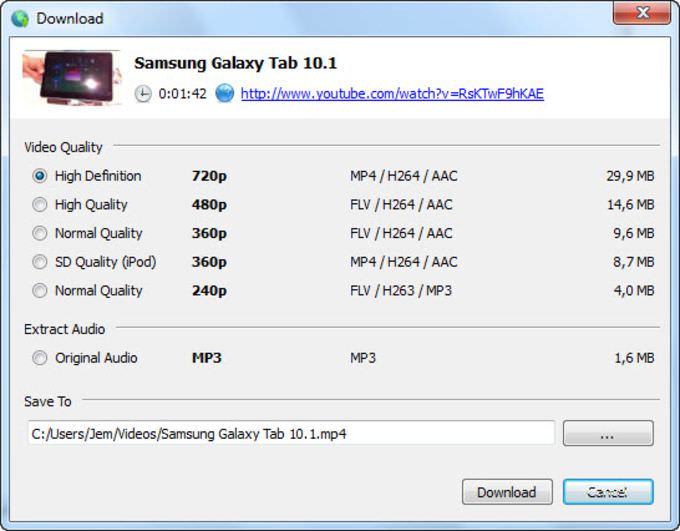 Download
Samsung Galaxy Tab 10.1
0:01:42 http://www.youtube.com/watch?v=RsKTwF9hKAE
Video Quality
High Definition 720p MP4 / H264 / AAC 29,9 MB
High Quality 480p FLV / H264 / AAC 14,6 MB
Normal Quality 360p FLV / H264 / AAC 9,6 MB
SD Quality (iPod) 360p MP4 / H264 / AAC 8,7 MB
Normal Quality 240p FLV / H263 / MP3 4,0 MB
Extract Audio
Original Audio MP3 MP3 1,6 MB
Save To
C:/Users/Jem/Videos/Samsung Galaxy Tab 10.1.mp4 ...
Download Cancel